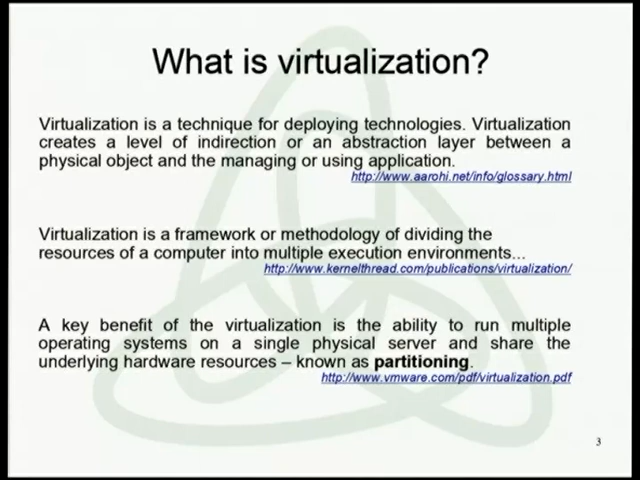 What is virtualization?
Virtualization is a technique for deploying technologies. Virtualization
creates a level of indirection or an abstraction layer between a
physical object and the managing or using application.
http://www.aarohi.net/info/glossary.html
Virtualization is a framework or methodology of dividing the
resources of a computer into multiple execution environments...
http://www.kernelthread.com/publications/virtualization/
A key benefit of the virtualization is the ability to run multiple
operating systems on a single physical server and share the
underlying hardware resources – known as partitioning.
http://www.vmware.com/pdf/virtualization.pdf
3